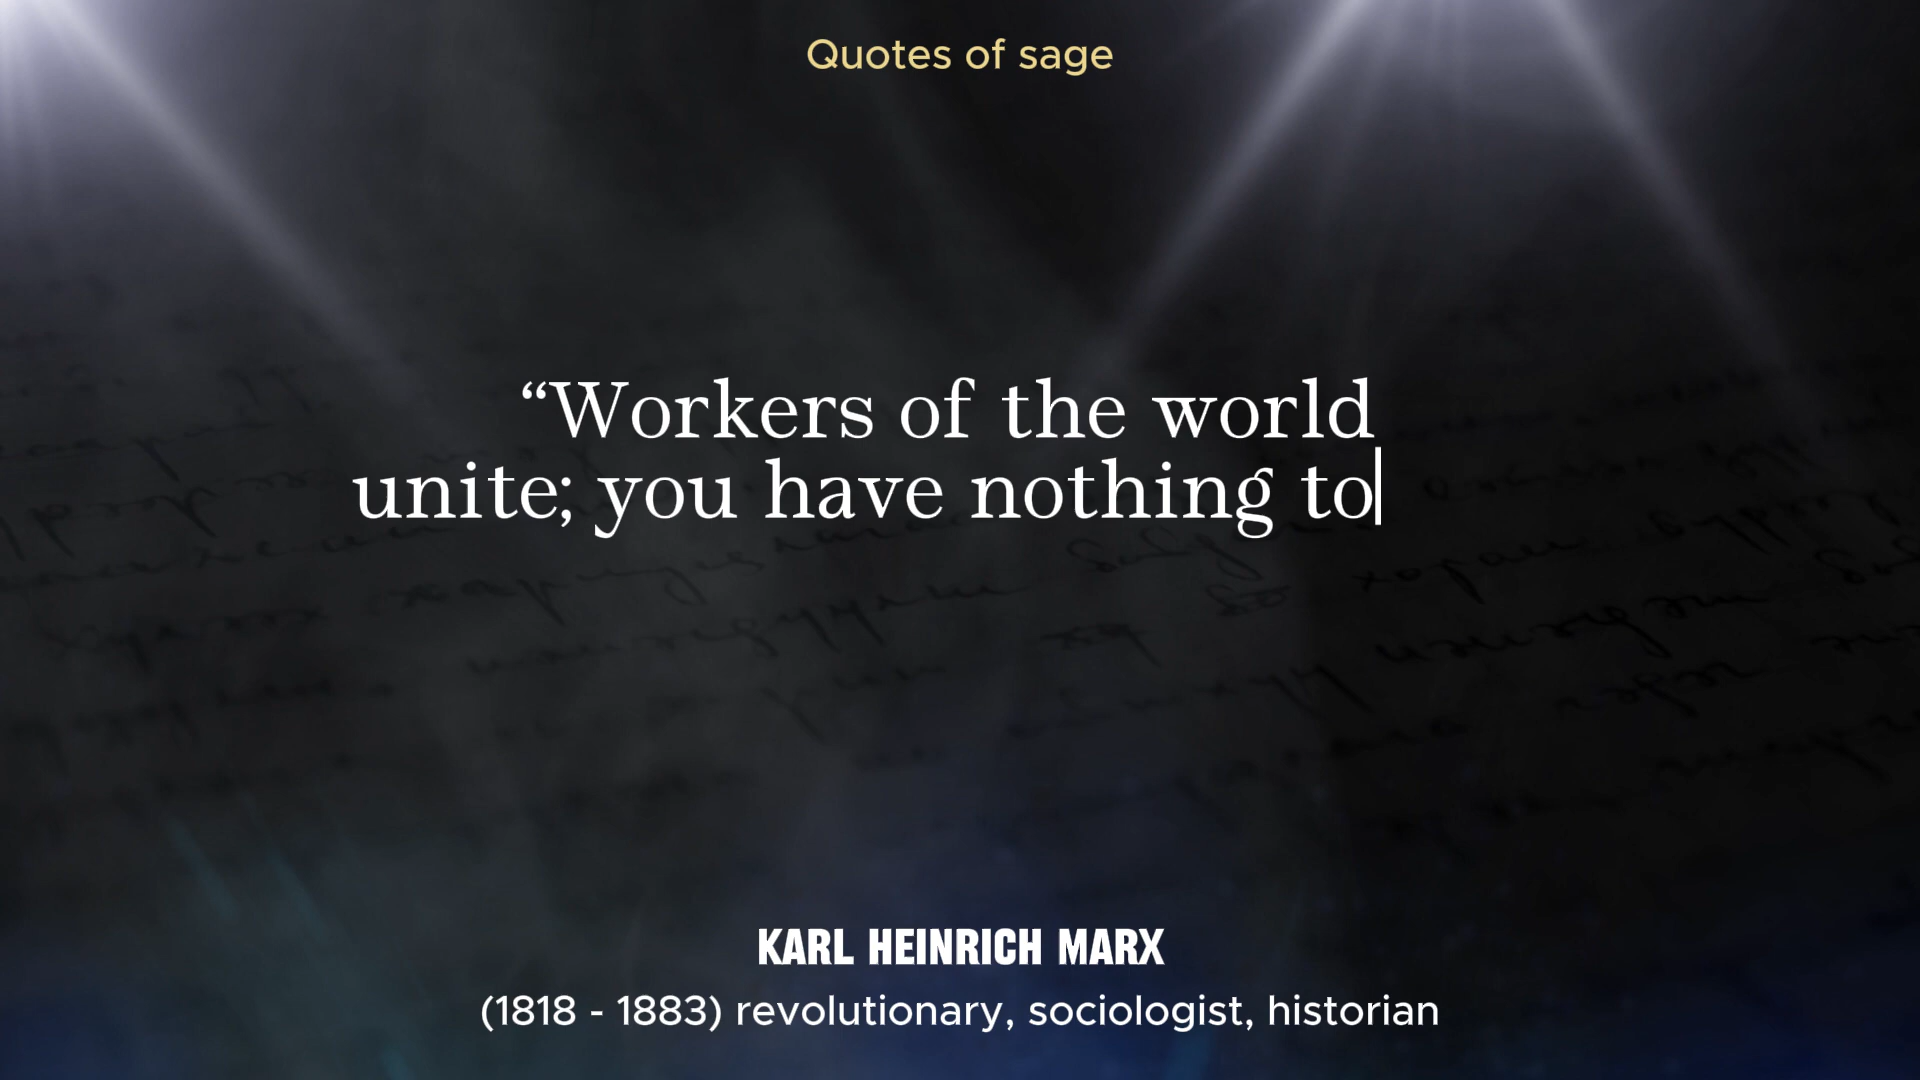 Quotes of sage
“Workers of the world
unite; you have nothing to
KARL HEINRICH MARX
(1818 - 1883) revolutionary, sociologist, historian